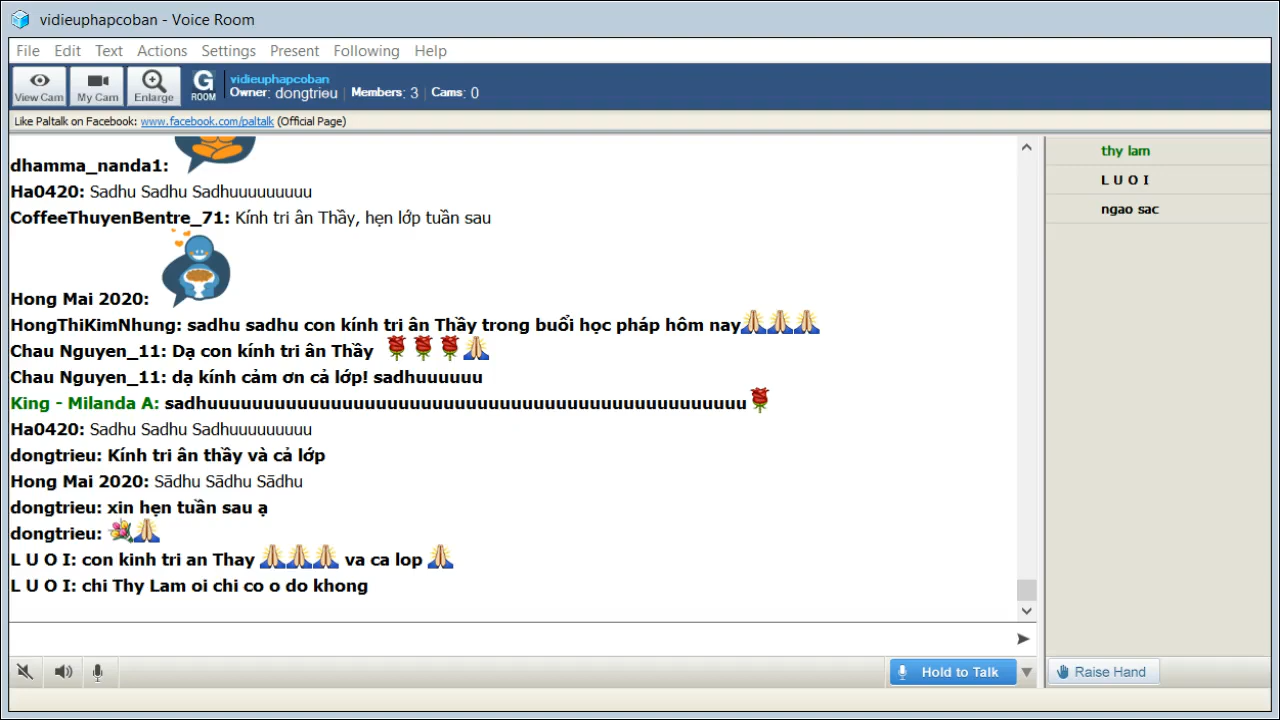 vidieuphapcoban - Voice Room
File Edit Text Actions Settings Present Following Help
View Cam My Cam Enlarge G ROOM
vidieuphapcoban
Owner: dongtrieu | Members: 3 | Cams: 0
Like Paltalk on Facebook: www.facebook.com/paltalk (Official Page)
dhamma_nanda1:
Ha0420: Sadhu Sadhu Sadhuuuuuuuuu
CoffeeThuyenBentre_71: Kính tri ân Thầy, hẹn lớp tuần sau
Hong Mai 2020:
HongThiKimNhung: sadhu sadhu con kính tri ân Thầy trong buổi học pháp hôm nay🙏🙏🙏
Chau Nguyen_11: Dạ con kính tri ân Thầy 🌹🌹🌹🙏
Chau Nguyen_11: dạ kính cảm ơn cả lớp! sadhuuuuuu
King - Milanda A: sadhuuuuuuuuuuuuuuuuuuuuuuuuuuuuuuuuuuuuuuuuuuuuuuuu🌹
Ha0420: Sadhu Sadhu Sadhuuuuuuuuu
dongtrieu: Kính tri ân thầy và cả lớp
Hong Mai 2020: Sādhu Sādhu Sādhu
dongtrieu: xin hẹn tuần sau ạ
dongtrieu: 💐🙏
L U O I: con kinh tri an Thay 🙏🙏🙏 va ca lop 🙏
L U O I: chi Thy Lam oi chi co o do khong
thy lam
L U O I
ngao sac
Hold to Talk
Raise Hand